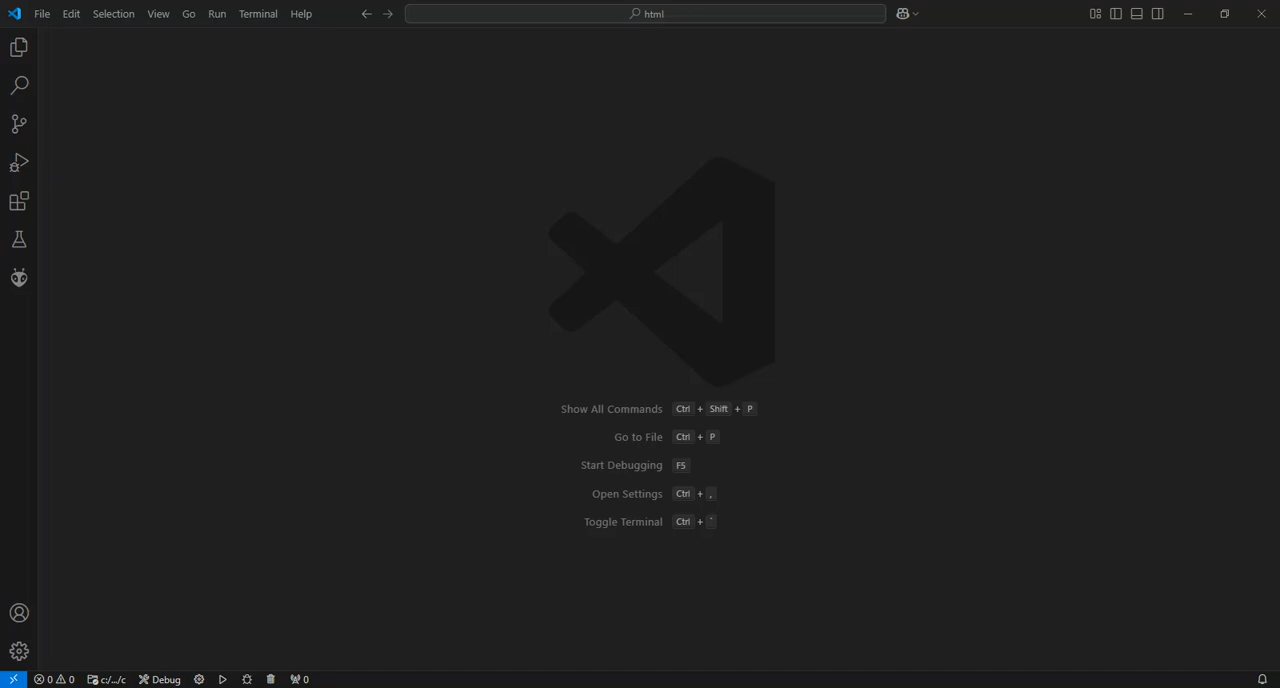 File Edit Selection View Go Run Terminal Help html
Show All Commands Ctrl + Shift + P
Go to File Ctrl + P
Start Debugging F5
Open Settings Ctrl + ,
Toggle Terminal Ctrl + `
0 0 c:/.../c Debug 0